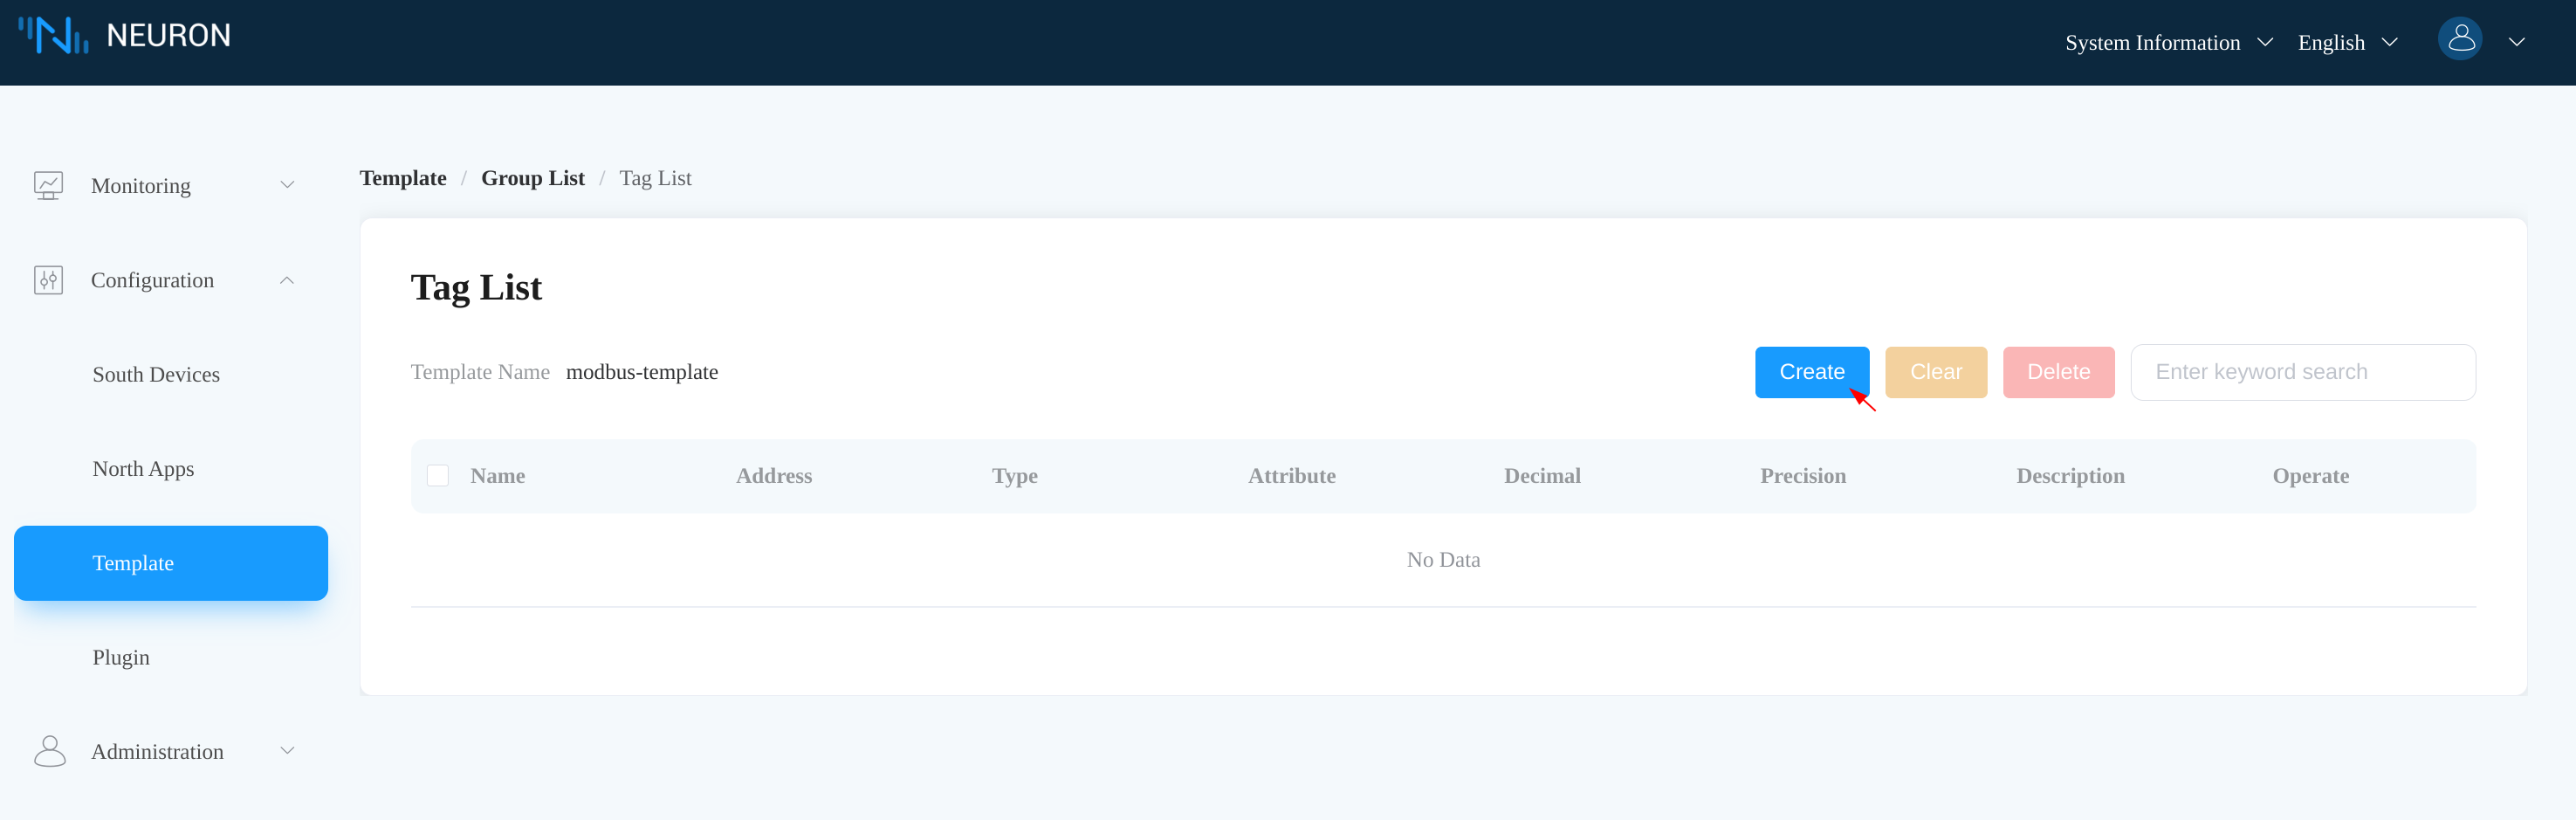 NEURON
System Information English
Monitoring
Configuration
South Devices
North Apps
Template
Plugin
Administration
Template / Group List / Tag List
Tag List
Template Name modbus-template
Create Clear Delete Enter keyword search
Name Address Type Attribute Decimal Precision Description Operate
No Data